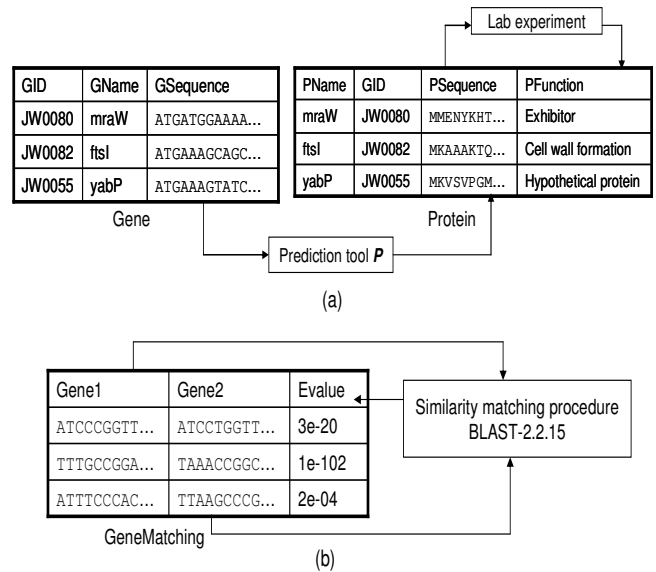 Lab experiment
GID GName GSequence
JW0080 mraW ATGATGGAAAA...
JW0082 ftsI ATGAAAGCAGC...
JW0055 yabP ATGAAAGTATC...
Gene
PName GID PSequence PFunction
mraW JW0080 MMENYKHT... Exhibitor
ftsI JW0082 MKAAAKTQ... Cell wall formation
yabP JW0055 MKVSVPGM... Hypothetical protein
Protein
Prediction tool P
(a)
Gene1 Gene2 Evalue
ATCCCGGTT... ATCCTGGTT... 3e-20
TTTGCCGGA... TAAACCGGC... 1e-102
ATTTCCCAC... TTAAGCCCG... 2e-04
GeneMatching
Similarity matching procedure
BLAST-2.2.15
(b)